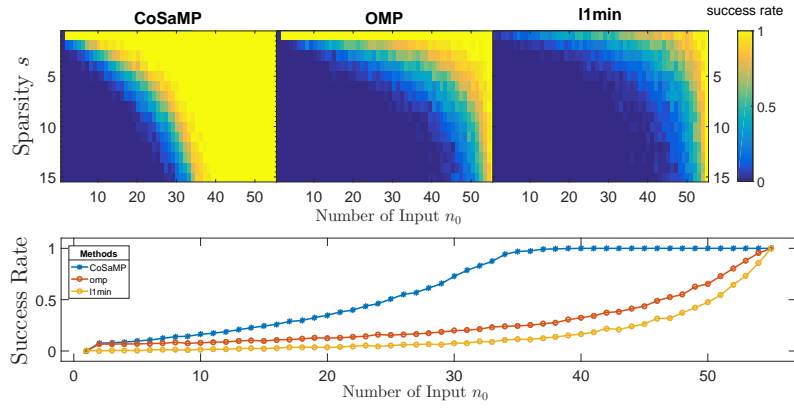 CoSaMP
OMP
l1min
success rate
Sparsity s
5
10
15
5
10
15
1
0.5
0
10 20 30 40 50
10 20 30 40 50
10 20 30 40 50
Number of Input n₀
Success Rate
1
0.5
0
Methods
CoSaMP
omp
l1min
0 10 20 30 40 50
Number of Input n₀